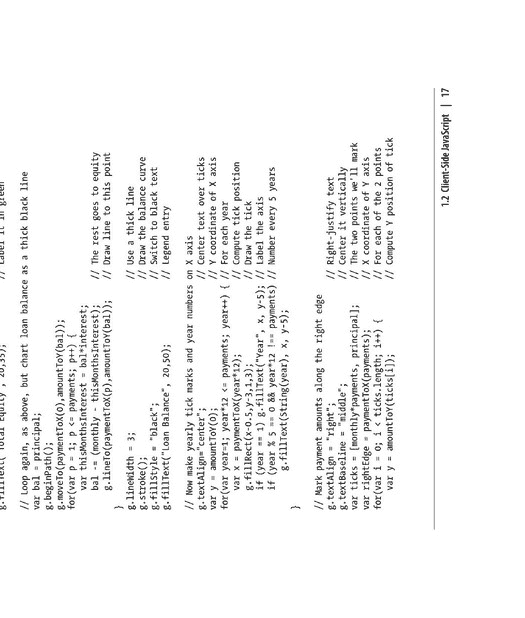 g.fillText("Total Equity", 20,35); // Label it in green
// Loop again, as above, but chart loan balance as a thick black line
var bal = principal;
g.beginPath();
g.moveTo(paymentToX(0),amountToY(bal));
for(var p = 1; p <= payments; p++) {
var thisMonthsInterest = bal*interest;
bal -= (monthly - thisMonthsInterest); // The rest goes to equity
g.lineTo(paymentToX(p),amountToY(bal)); // Draw line to this point
}
g.lineWidth = 3; // Use a thick line
g.stroke(); // Draw the balance curve
g.fillStyle = "black"; // Switch to black text
g.fillText("Loan Balance", 20,50); // Legend entry
// Now make yearly tick marks and year numbers on X axis
g.textAlign="center"; // Center text over ticks
var y = amountToY(0); // Y coordinate of X axis
for(var year=1; year*12 <= payments; year++) { // For each year
var x = paymentToX(year*12); // Compute tick position
g.fillRect(x-0.5,y-3,1,3); // Draw the tick
if (year == 1) g.fillText("Year", x, y-5); // Label the axis
if (year % 5 == 0 && year*12 !== payments) // Number every 5 years
g.fillText(String(year), x, y-5);
}
// Mark payment amounts along the right edge
g.textAlign = "right"; // Right-justify text
g.textBaseline = "middle"; // Center it vertically
var ticks = [monthly*payments, principal]; // The two points we'll mark
var rightEdge = paymentToX(payments); // X coordinate of Y axis
for(var i = 0; i < ticks.length; i++) { // For each of the 2 points
var y = amountToY(ticks[i]); // Compute Y position of tick
1.2 Client-Side JavaScript | 17